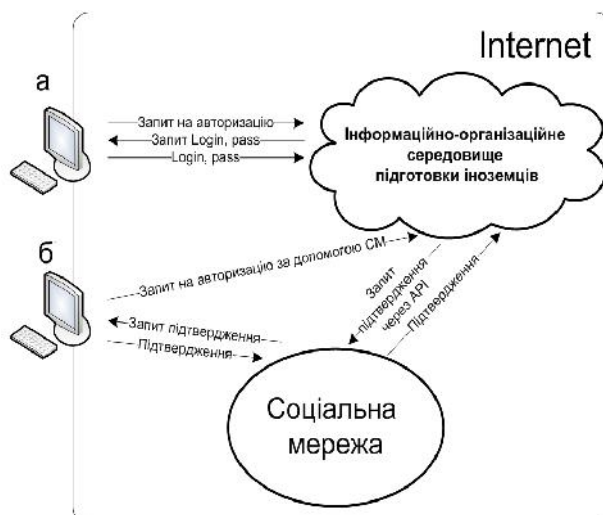 Internet
а
Запит на авторизацію
Запит Login, pass
Login, pass
Інформаційно-організаційне
середовище
підготовки іноземців
б
Запит на авторизацію за допомогою СМ
Запит
підтвердження
через АРІ
Підтвердження
Запит підтвердження
Підтвердження
Соціальна
мережа